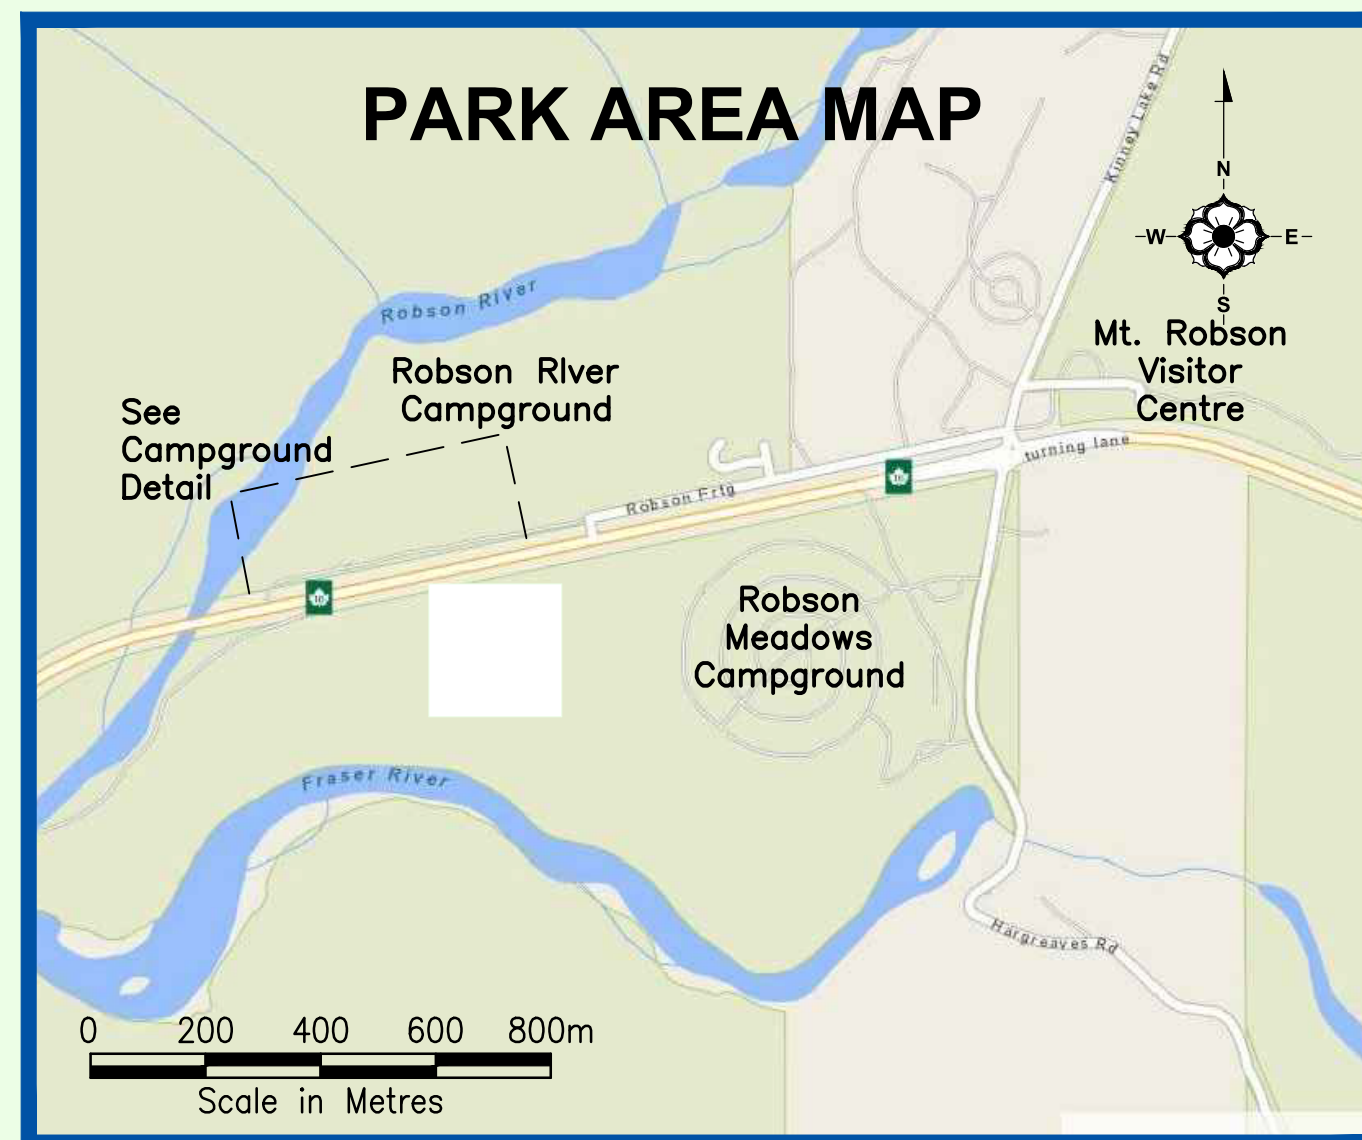 PARK AREA MAP
Kinney Lake Rd
N
W
E
S
Robson River
Mt. Robson
Visitor
Centre
Robson RIver
Campground
See
Campground
Detail
turning lane
16
Robson Frtg
16
Robson
Meadows
Campground
Fraser River
Hargreaves Rd
0 200 400 600 800m
Scale in Metres